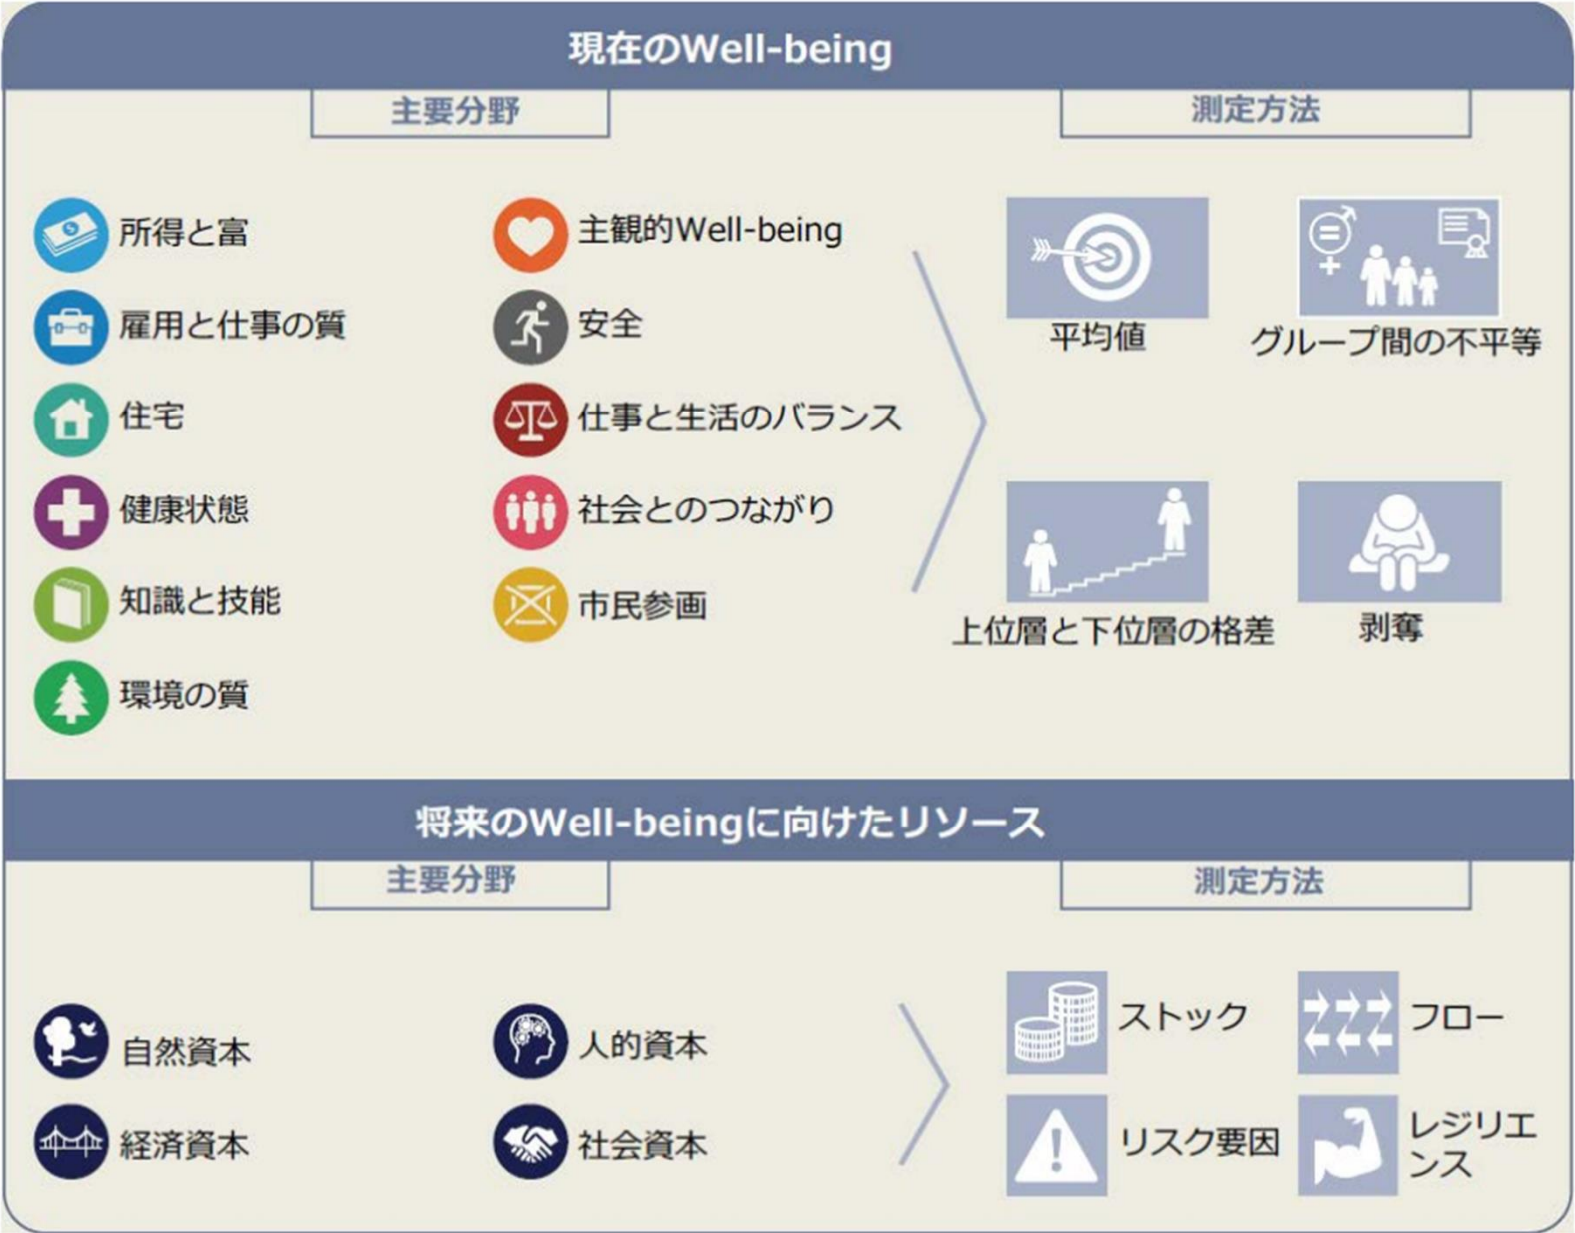 現在のWell-being
主要分野
測定方法
所得と富
雇用と仕事の質
住宅
健康状態
知識と技能
環境の質
主観的Well-being
安全
仕事と生活のバランス
社会とのつながり
市民参画
平均値
グループ間の不平等
上位層と下位層の格差
剥奪
将来のWell-beingに向けたリソース
主要分野
測定方法
自然資本
経済資本
人的資本
社会資本
ストック
フロー
リスク要因
レジリエ
ンス